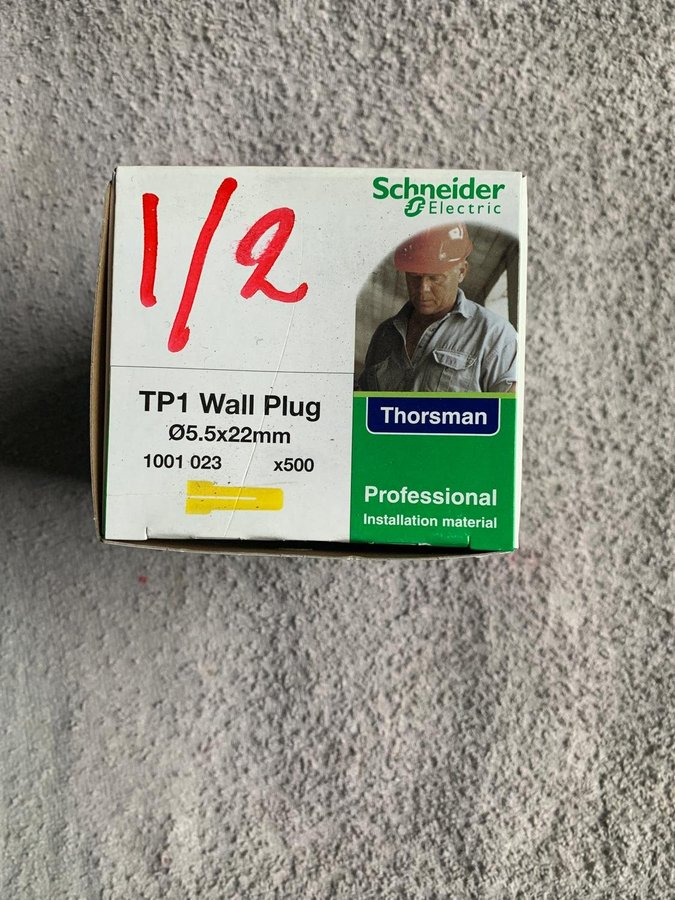 1/2
Schneider
Electric
TP1 Wall Plug
Ø5.5x22mm
1001 023 x500
Thorsman
Professional
Installation material